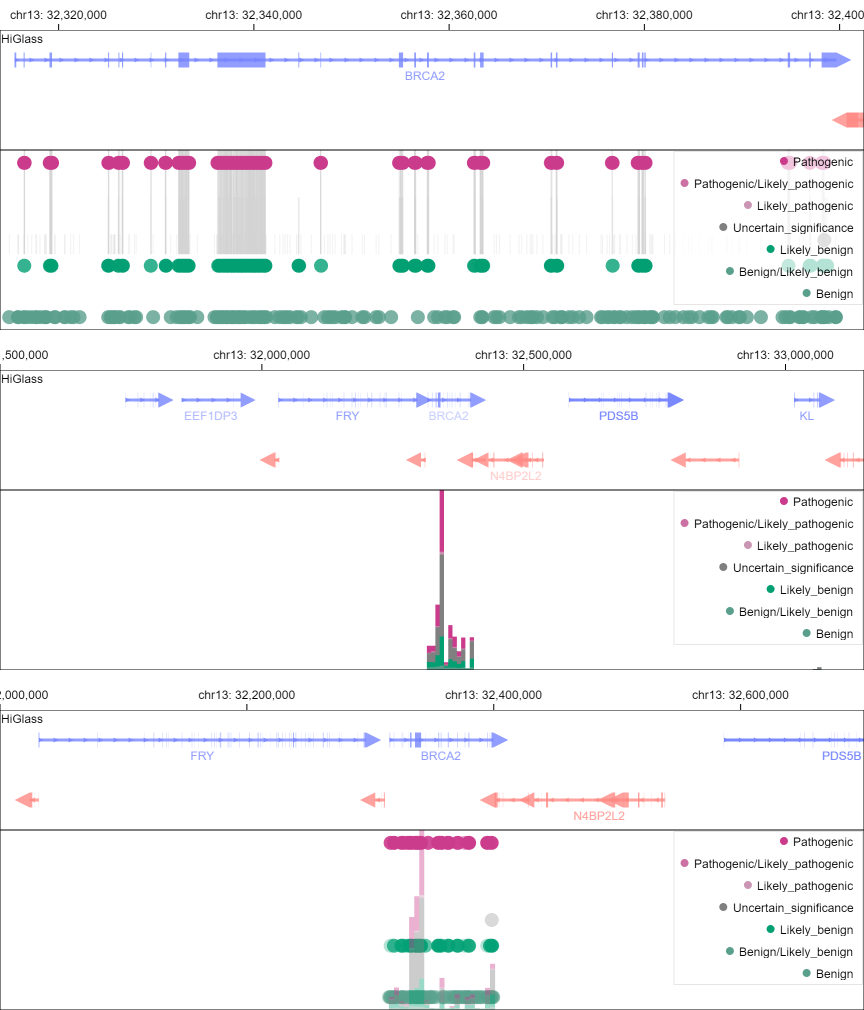 chr13: 32,320,000 chr13: 32,340,000 chr13: 32,360,000 chr13: 32,380,000 chr13: 32,400
HiGlass
BRCA2
Pathogenic
Pathogenic/Likely_pathogenic
Likely_pathogenic
Uncertain_significance
Likely_benign
Benign/Likely_benign
Benign
,500,000 chr13: 32,000,000 chr13: 32,500,000 chr13: 33,000,000
HiGlass
EEF1DP3 FRY BRCA2 PDS5B KL
N4BP2L2
Pathogenic
Pathogenic/Likely_pathogenic
Likely_pathogenic
Uncertain_significance
Likely_benign
Benign/Likely_benign
Benign
2,000,000 chr13: 32,200,000 chr13: 32,400,000 chr13: 32,600,000
HiGlass
FRY BRCA2 PDS5B
N4BP2L2
Pathogenic
Pathogenic/Likely_pathogenic
Likely_pathogenic
Uncertain_significance
Likely_benign
Benign/Likely_benign
Benign